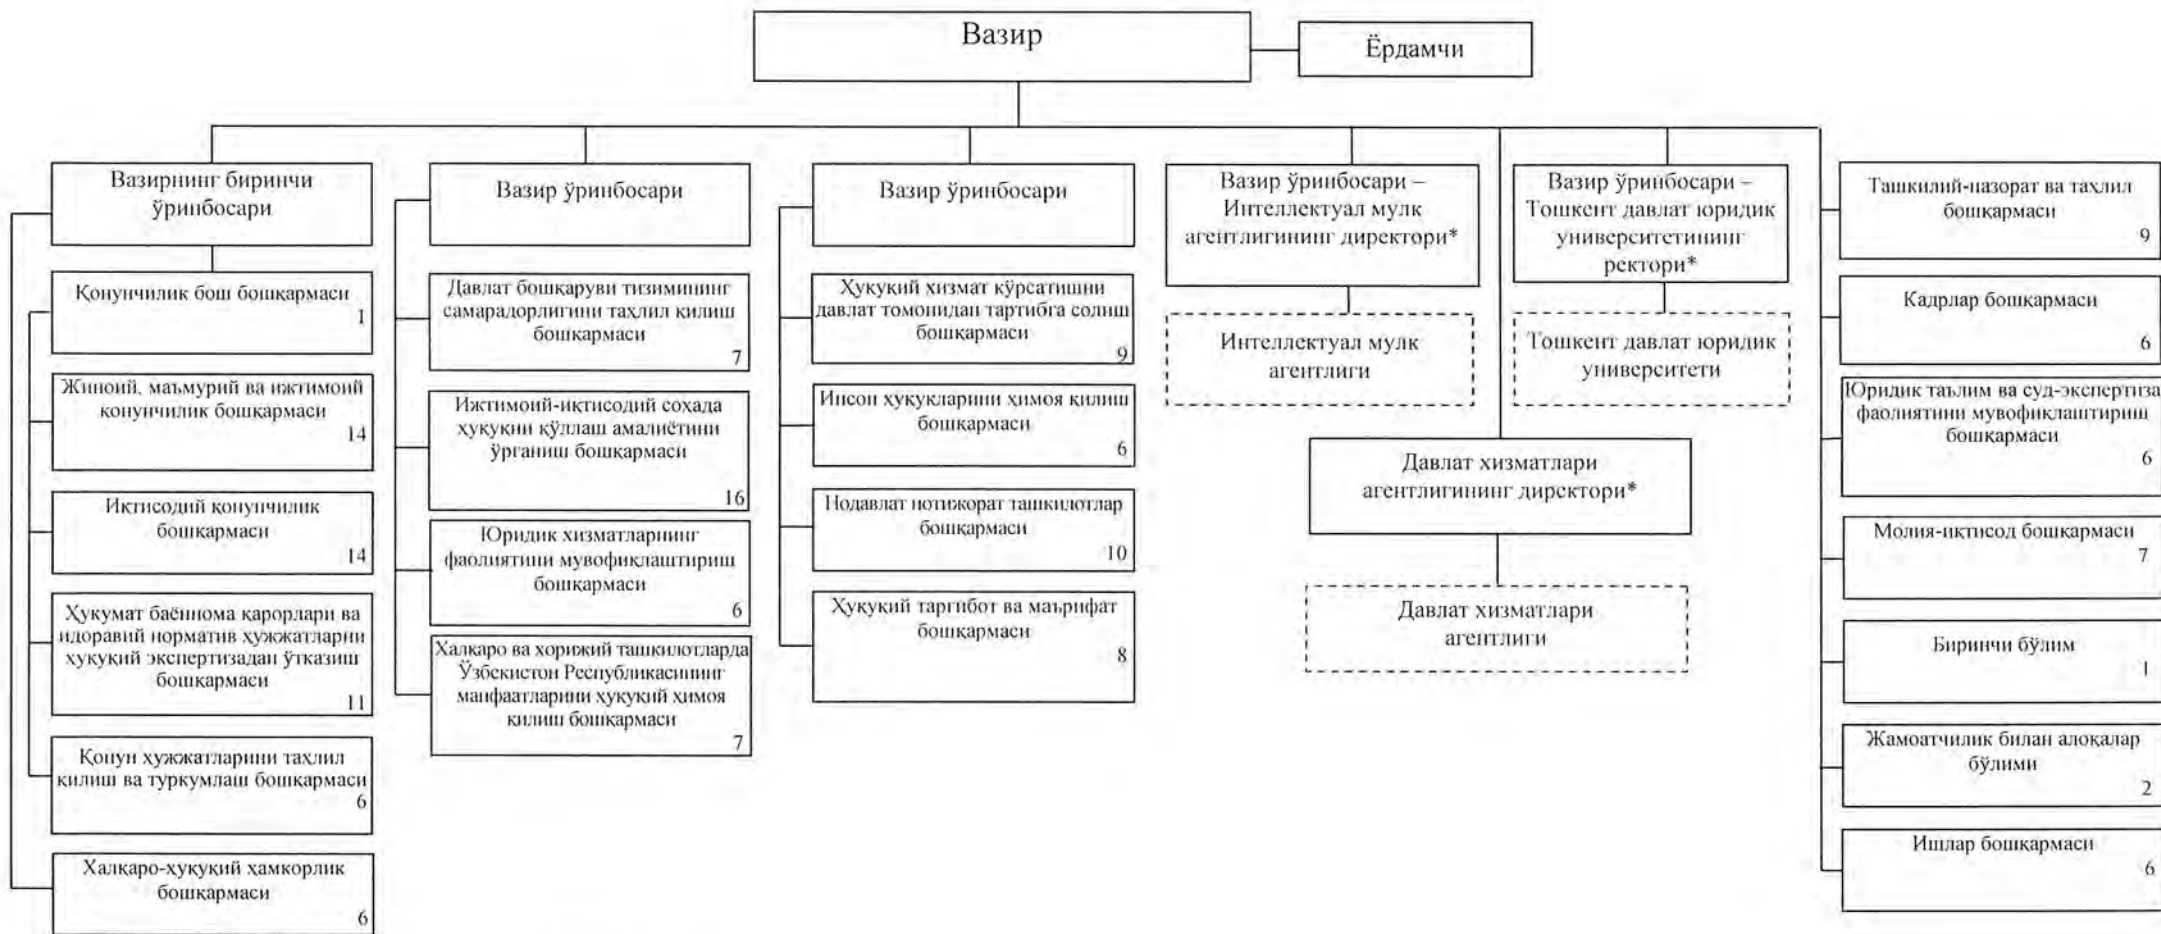 Вазир
Ёрдамчи
Вазирнинг биринчи
ўринбосари
Қонунчилик бош бошқармаси
1
Жиноий, маъмурий ва ижтимоий
қонунчилик бошқармаси
14
Иқтисодий қонунчилик
бошқармаси
14
Ҳукумат баённома қарорлари ва
идоравий норматив ҳужжатларни
ҳуқуқий экспертизадан ўтказиш
бошқармаси
11
Қонун ҳужжатларини таҳлил
қилиш ва туркумлаш бошқармаси
6
Халқаро-ҳуқуқий ҳамкорлик
бошқармаси
6
Вазир ўринбосари
Давлат бошқаруви тизимининг
самарадорлигини таҳлил қилиш
бошқармаси
7
Ижтимоий-иқтисодий соҳада
ҳуқуқни қўллаш амалиётини
ўрганиш бошқармаси
16
Юридик хизматларнинг
фаолиятини мувофиқлаштириш
бошқармаси
6
Халқаро ва хорижий ташкилотларда
Ўзбекистон Республикасининг
манфаатларини ҳуқуқий ҳимоя
қилиш бошқармаси
7
Вазир ўринбосари
Ҳуқуқий хизмат кўрсатишни
давлат томонидан тартибга солиш
бошқармаси
9
Инсон ҳуқуқларини ҳимоя қилиш
бошқармаси
6
Нодавлат нотижорат ташкилотлар
бошқармаси
10
Ҳуқуқий тарғибот ва маърифат
бошқармаси
8
Вазир ўринбосари –
Интеллектуал мулк
агентлигининг директори*
Интеллектуал мулк
агентлиги
Вазир ўринбосари –
Тошкент давлат юридик
университетининг
ректори*
Тошкент давлат юридик
университети
Давлат хизматлари
агентлигининг директори*
Давлат хизматлари
агентлиги
Ташкилий-назорат ва таҳлил
бошқармаси
9
Кадрлар бошқармаси
6
Юридик таълим ва суд-экспертиза
фаолиятини мувофиқлаштириш
бошқармаси
6
Молия-иқтисод бошқармаси
7
Биринчи бўлим
1
Жамоатчилик билан алоқалар
бўлими
2
Ишлар бошқармаси
6